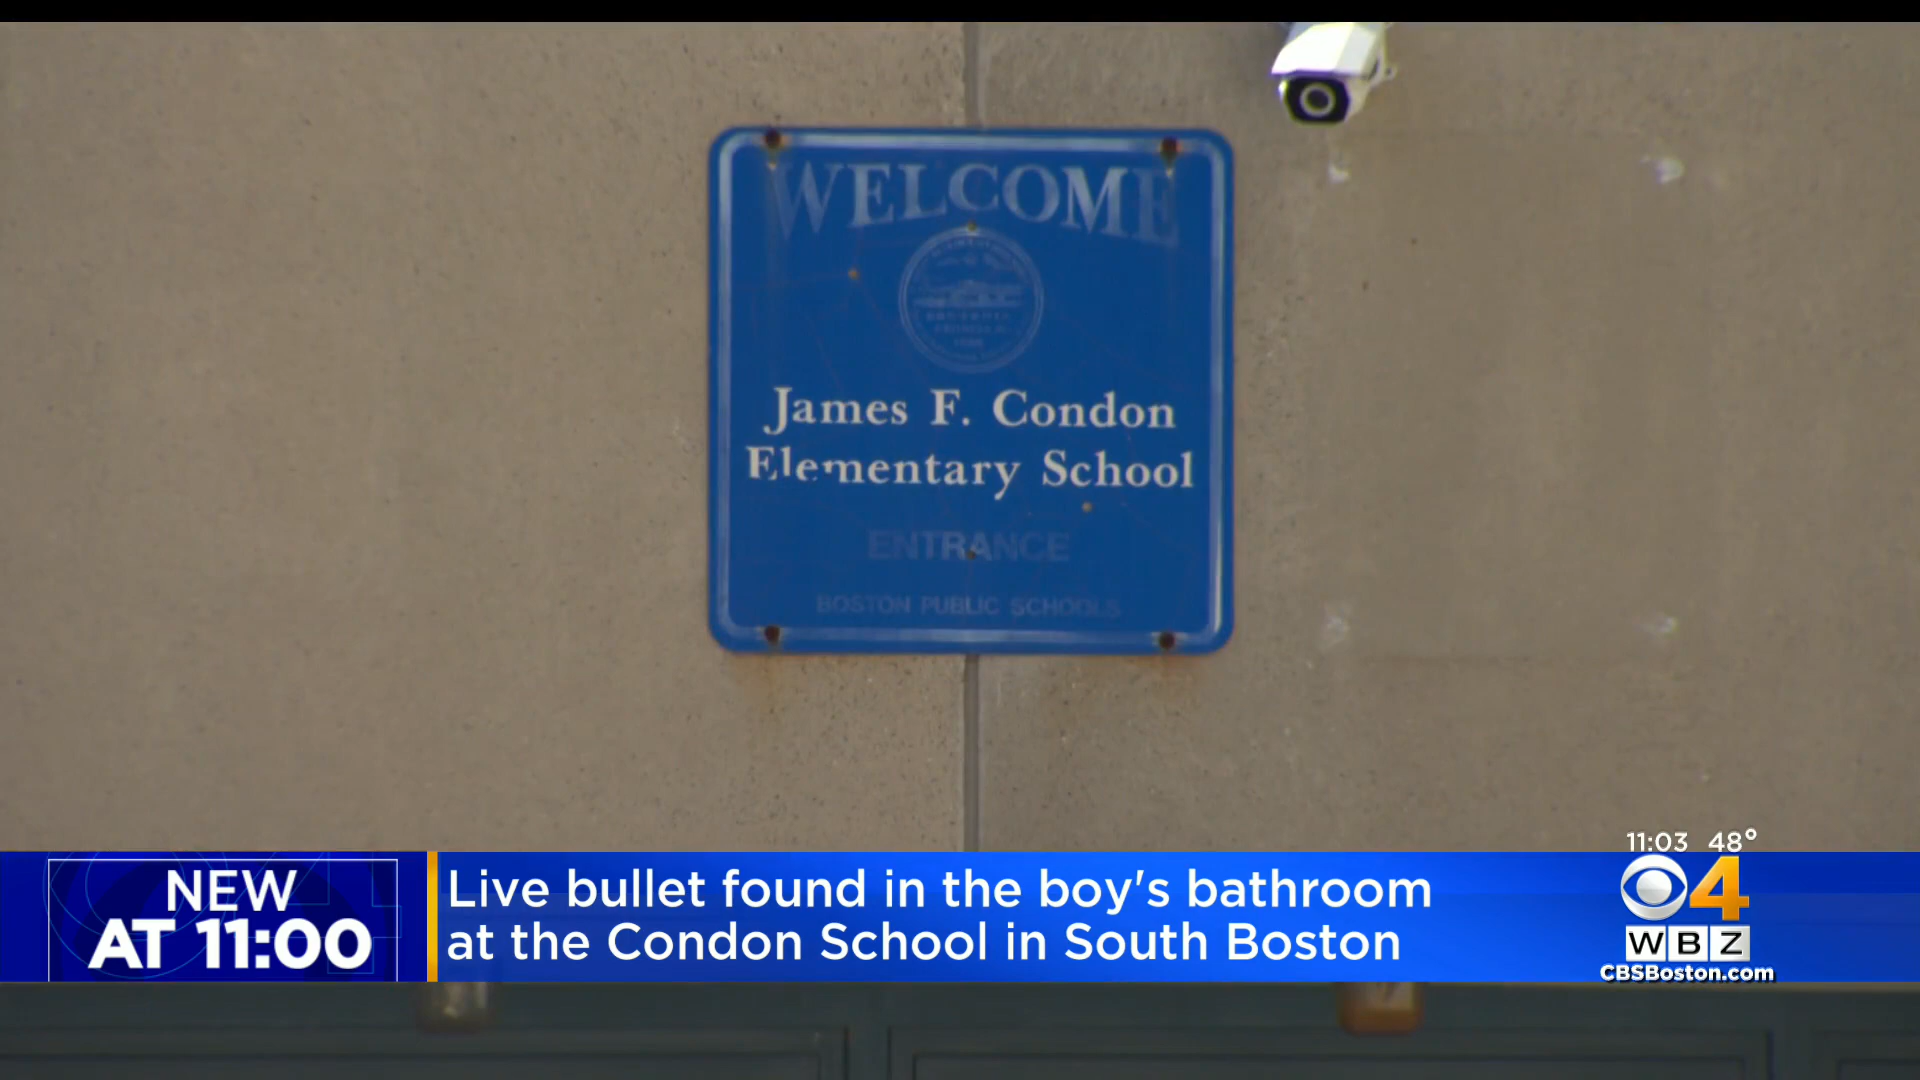 WELCOME
James F. Condon
Elementary School
ENTRANCE
BOSTON PUBLIC SCHOOLS
11:03 48°
NEW
AT 11:00
Live bullet found in the boy's bathroom
at the Condon School in South Boston
4
WBZ
CBSBoston.com